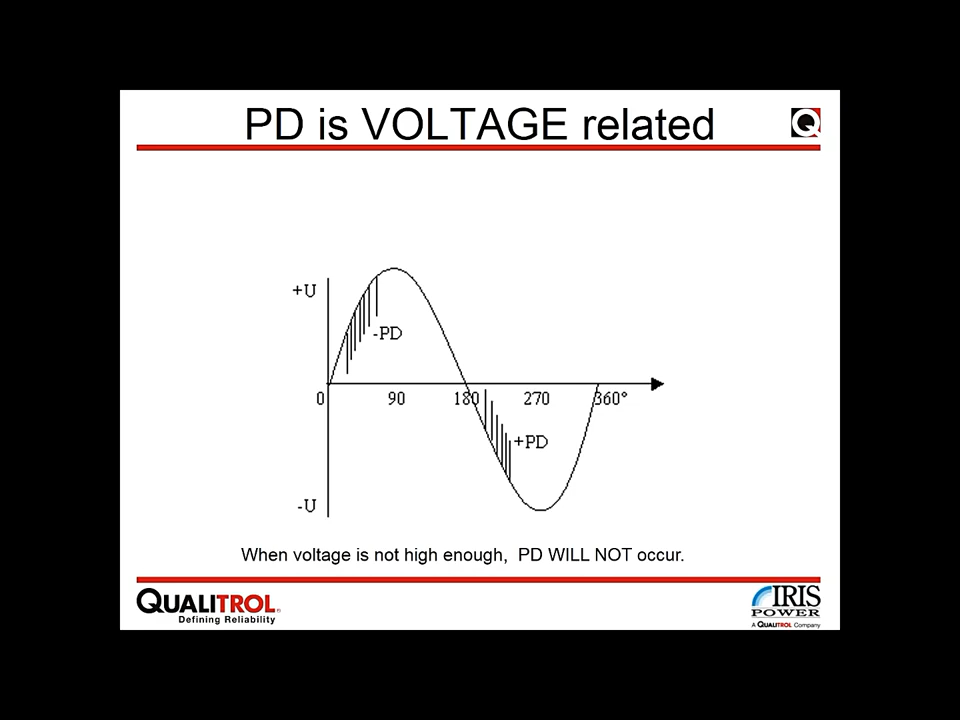 PD is VOLTAGE related
Q
+U
-PD
0 90 180 270 360°
+PD
-U
When voltage is not high enough, PD WILL NOT occur.
QUALITROL®
Defining Reliability
IRIS
POWER
A QUALITROL Company